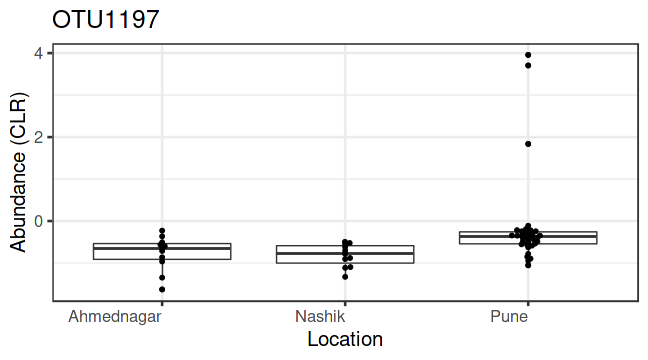 OTU1197
Abundance (CLR)
4
2
0
Ahmednagar
Nashik
Pune
Location